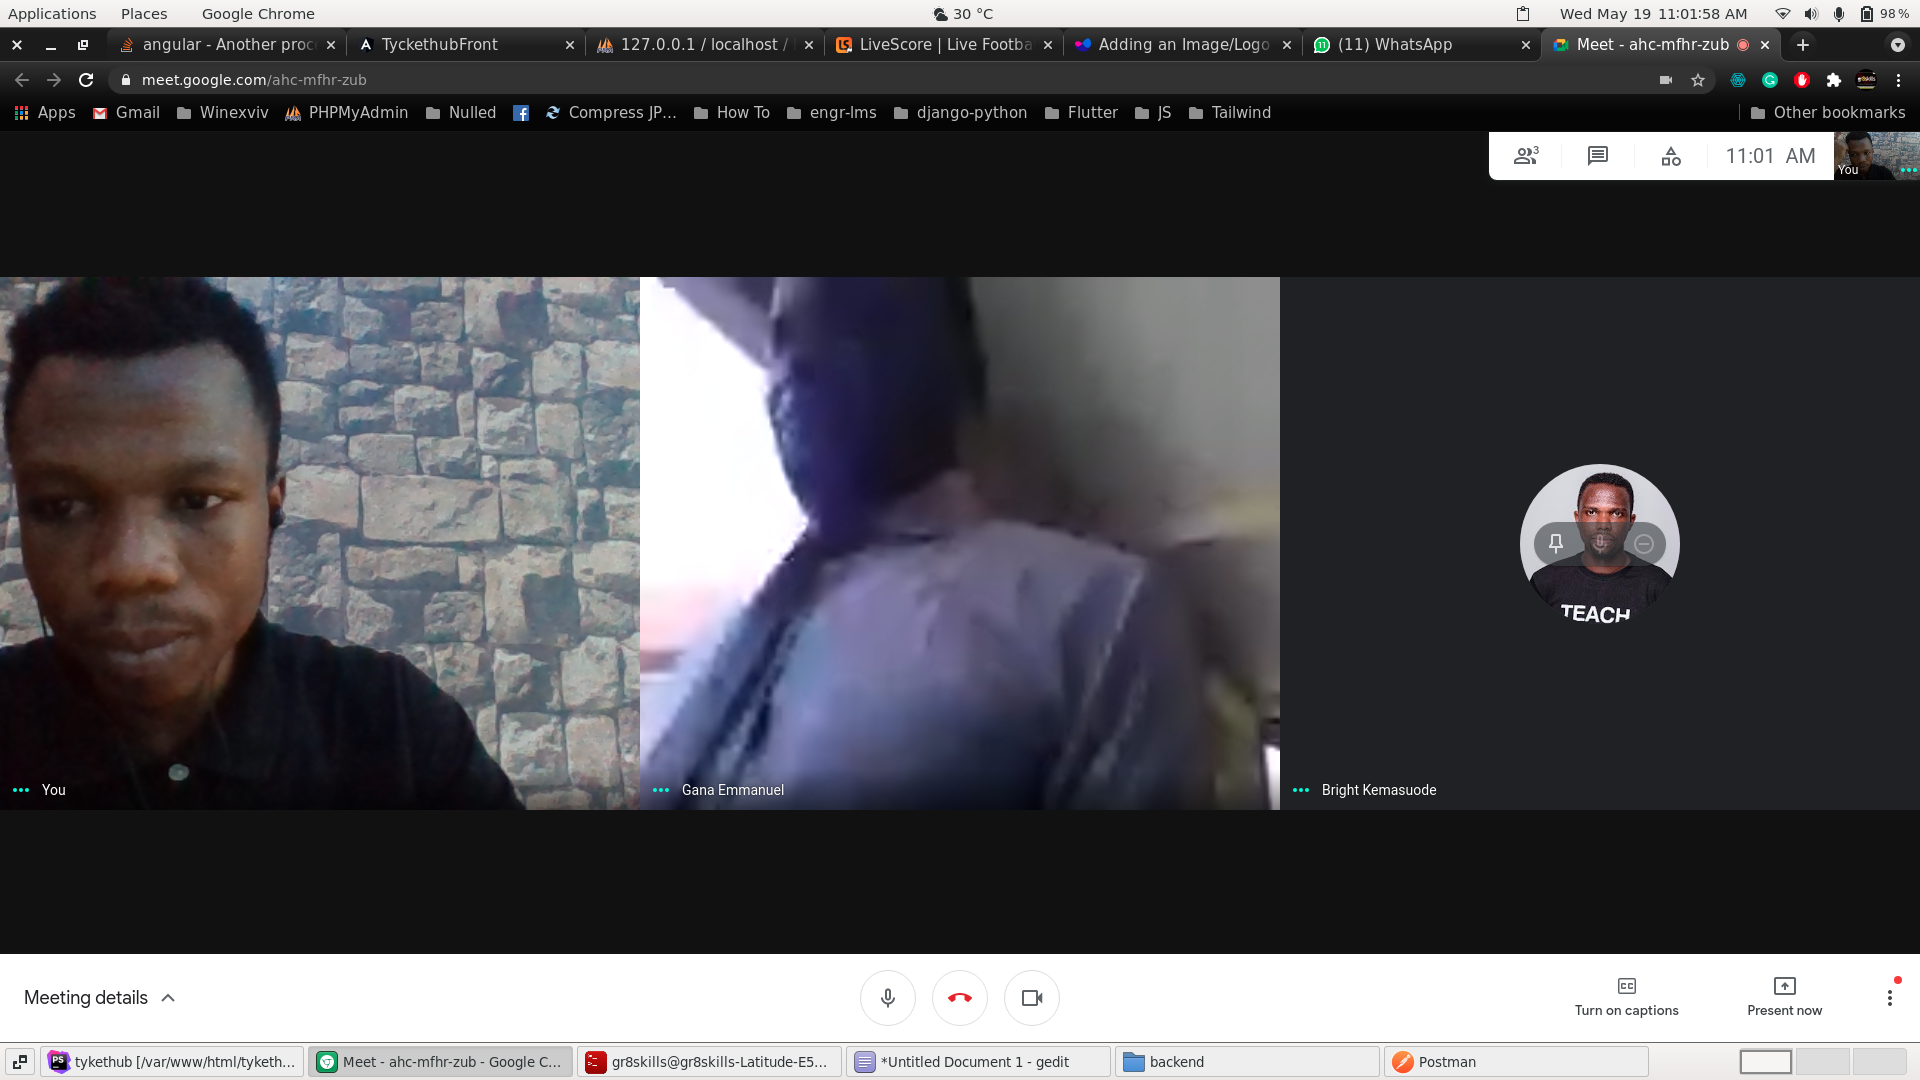 Applications Places Google Chrome 30 °C Wed May 19 11:01:58 AM 98%
angular - Another proc TyckethubFront 127.0.0.1 / localhost / LiveScore | Live Footba Adding an Image/Logo (11) WhatsApp Meet - ahc-mfhr-zub
meet.google.com/ahc-mfhr-zub
Apps Gmail Winexviv PHPMyAdmin Nulled Compress JP... How To engr-lms django-python Flutter JS Tailwind Other bookmarks
3 11:01 AM You
TEACH
You Gana Emmanuel Bright Kemasuode
Meeting details Turn on captions Present now
tykethub [/var/www/html/tyketh... Meet - ahc-mfhr-zub - Google C... gr8skills@gr8skills-Latitude-E5... *Untitled Document 1 - gedit backend Postman